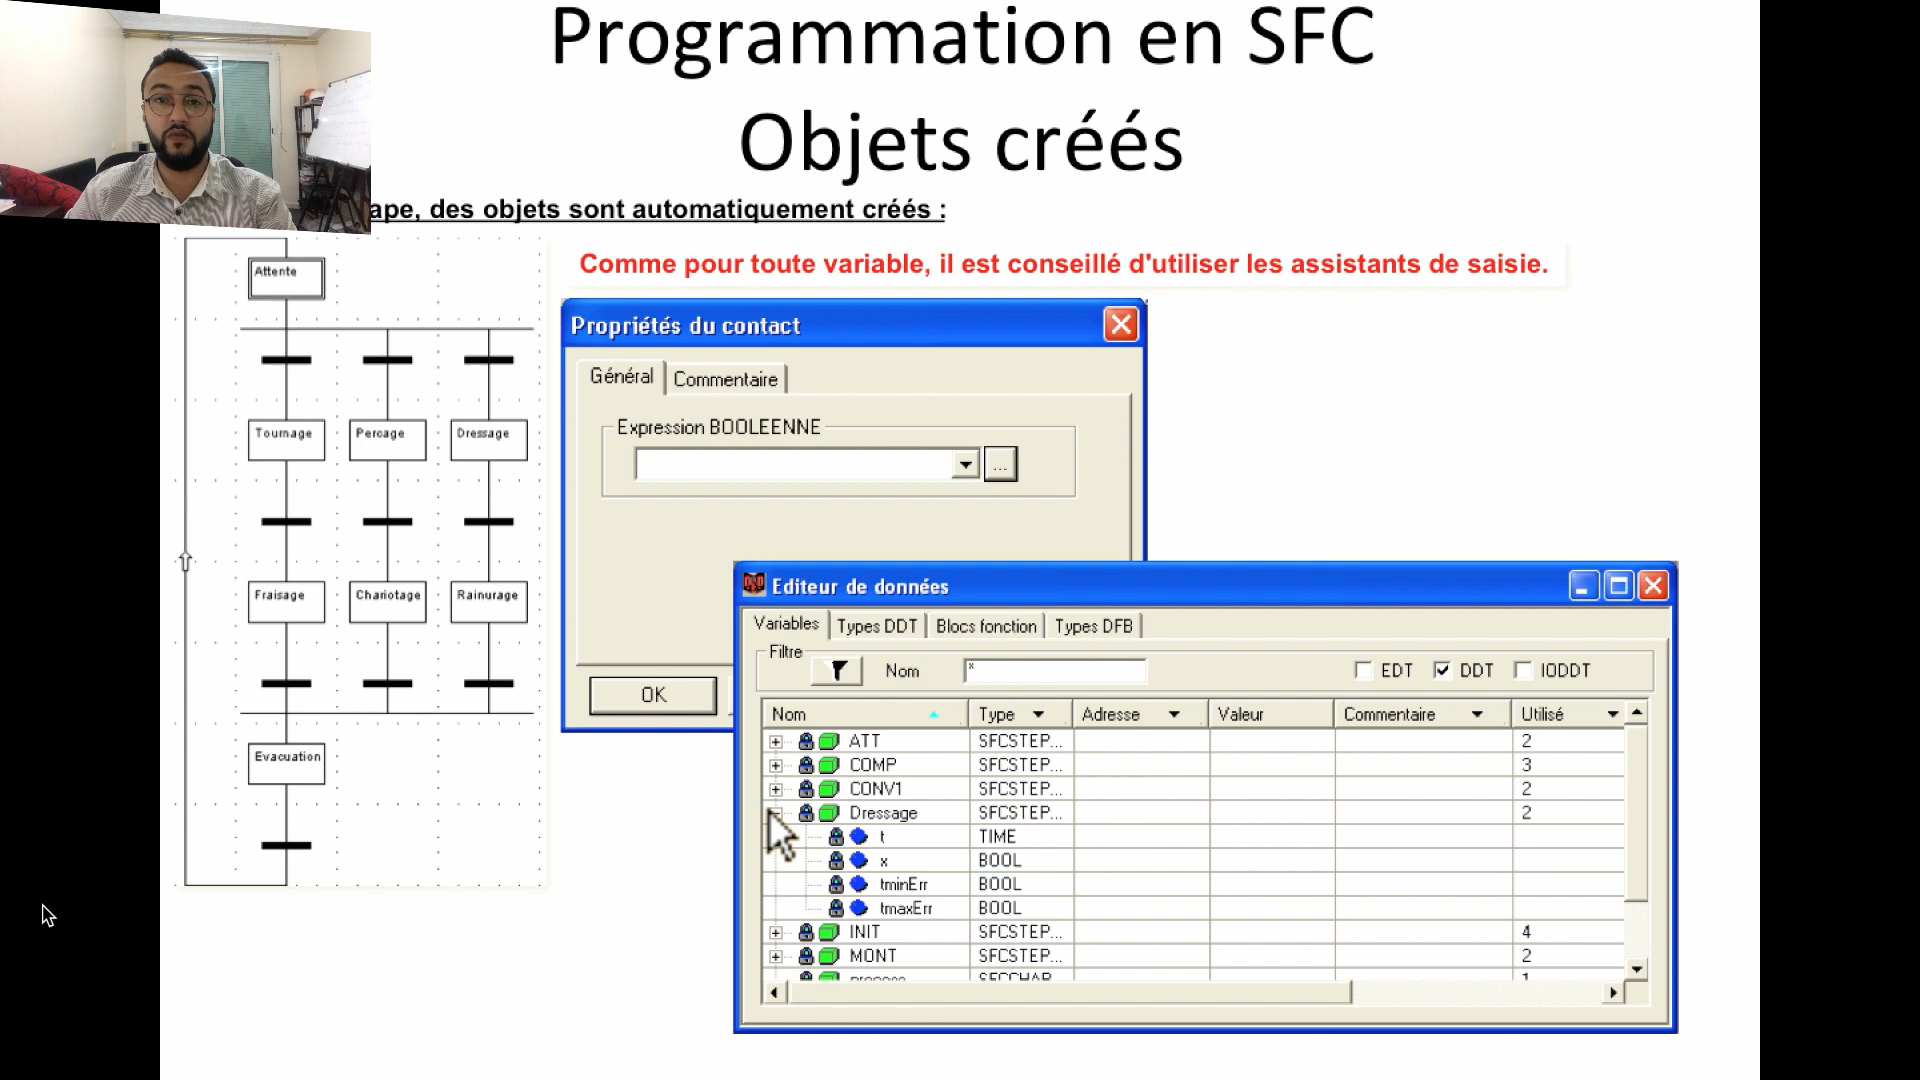 Programmation en SFC
Objets créés
ape, des objets sont automatiquement créés :
Comme pour toute variable, il est conseillé d'utiliser les assistants de saisie.
Attente
Tournage Percage Dressage
Fraisage Chariotage Rainurage
Evacuation
Propriétés du contact
Général Commentaire
Expression BOOLEENNE
...
OK
Editeur de données
Variables Types DDT Blocs fonction Types DFB
Filtre
Nom * EDT DDT IODDT
Nom Type Adresse Valeur Commentaire Utilisé
ATT SFCSTEP... 2
COMP SFCSTEP... 3
CONV1 SFCSTEP... 2
Dressage SFCSTEP... 2
t TIME
x BOOL
tminErr BOOL
tmaxErr BOOL
INIT SFCSTEP... 4
MONT SFCSTEP... 2
SFCCHAR 1